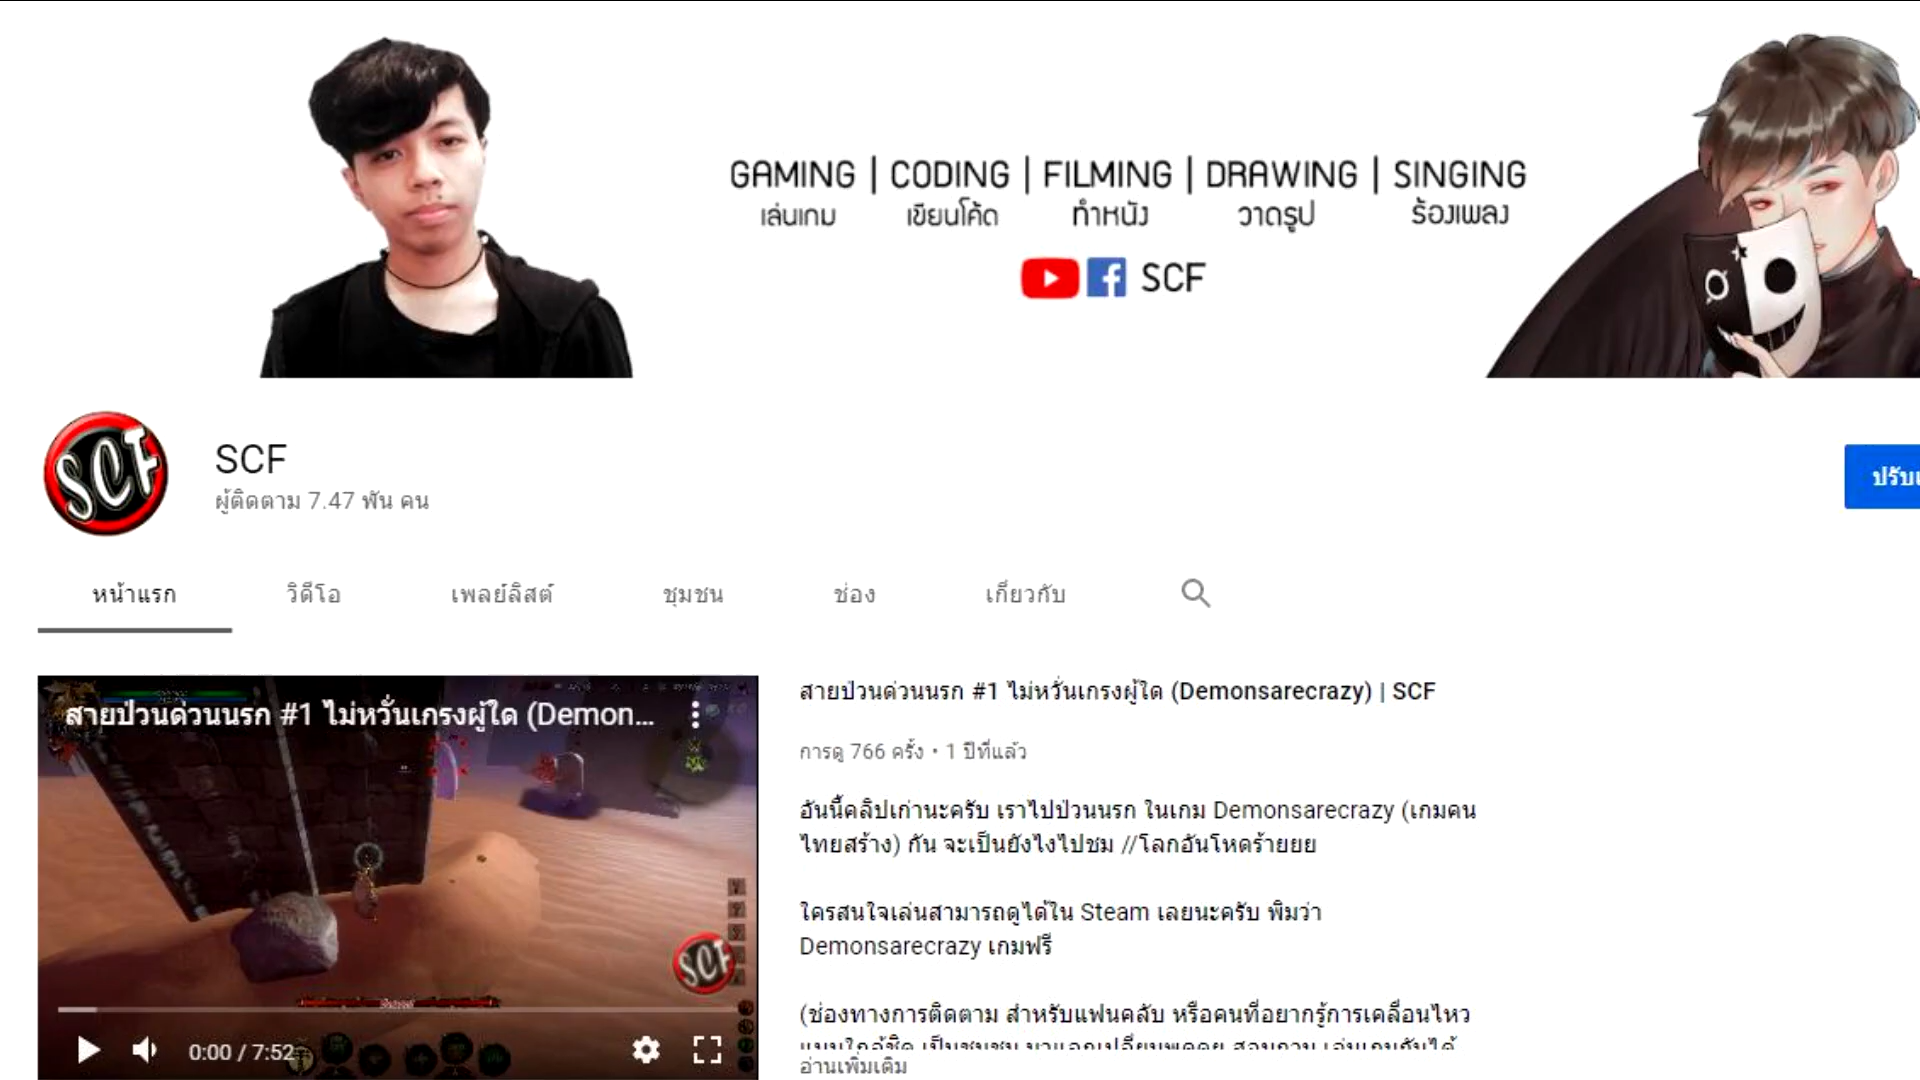 GAMING | CODING | FILMING | DRAWING | SINGING
เล่นเกม เขียนโค้ด ทำหนัง วาดรูป ร้องเพลง
SCF
SCF
SCF
ผู้ติดตาม 7.47 พัน คน
หน้าแรก วิดีโอ เพลย์ลิสต์ ชุมชน ช่อง เกี่ยวกับ
สายป่วนด่วนนรก #1 ไม่หวั่นเกรงผู้ใด (Demon...
SCF
0:00 / 7:52
สายป่วนด่วนนรก #1 ไม่หวั่นเกรงผู้ใด (Demonsarecrazy) | SCF
การดู 766 ครั้ง • 1 ปีที่แล้ว
อันนี้คลิปเก่านะครับ เราไปป่วนนรก ในเกม Demonsarecrazy (เกมคน
ไทยสร้าง) กัน จะเป็นยังไงไปชม //โลกอันโหดร้ายยย
ใครสนใจเล่นสามารถดูได้ใน Steam เลยนะครับ พิมว่า
Demonsarecrazy เกมฟรี
(ช่องทางการติดตาม สำหรับแฟนคลับ หรือคนที่อยากรู้การเคลื่อนไหว
อ่านเพิ่มเติม